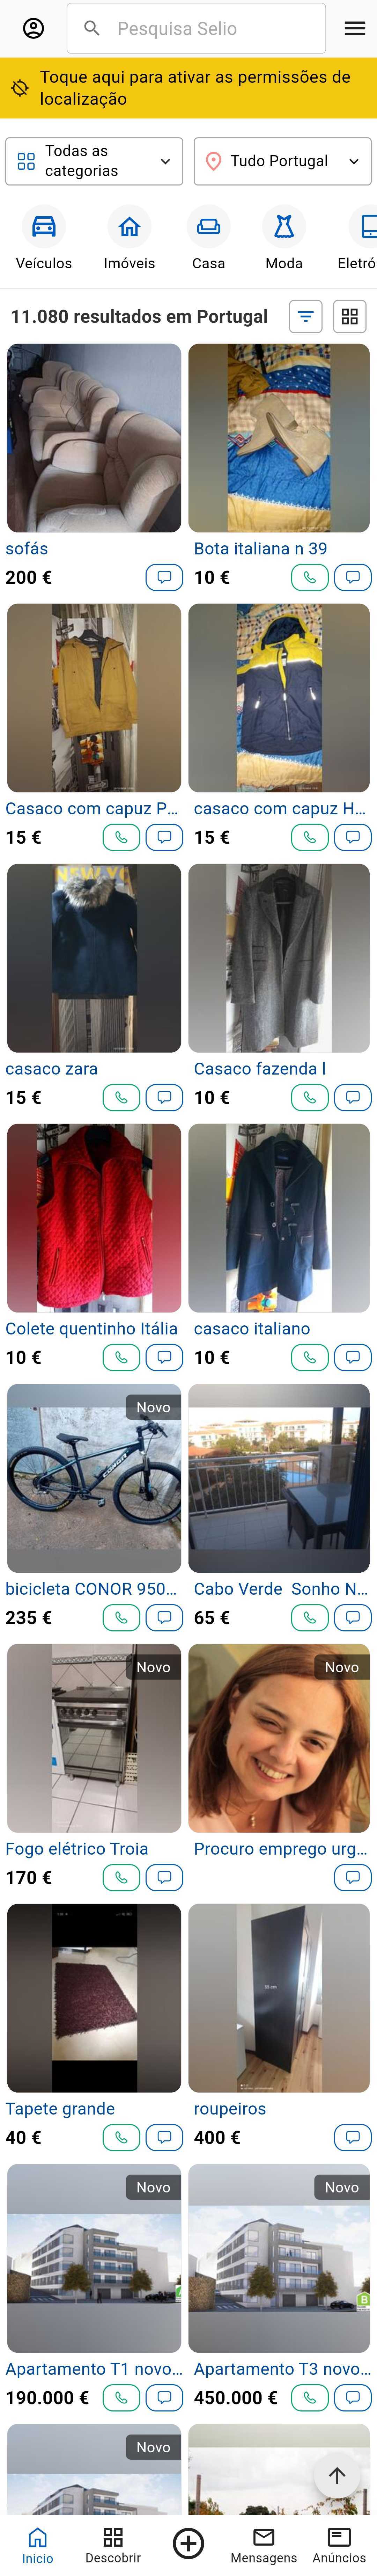 Pesquisa Selio
Toque aqui para ativar as permissões de
localização
Todas as
categorias
Tudo Portugal
Veículos
Imóveis
Casa
Moda
Eletró
11.080 resultados em Portugal
sofás
200 €
Bota italiana n 39
10 €
Casaco com capuz P...
15 €
casaco com capuz H...
15 €
casaco zara
15 €
Casaco fazenda l
10 €
Colete quentinho Itália
10 €
casaco italiano
10 €
Novo
CONOR
bicicleta CONOR 950...
235 €
Cabo Verde Sonho N...
65 €
Novo
Fogo elétrico Troia
170 €
Novo
Procuro emprego urg...
Tapete grande
40 €
roupeiros
400 €
Novo
Apartamento T1 novo...
190.000 €
Novo
B
Apartamento T3 novo...
450.000 €
Novo
Inicio
Descobrir
Mensagens
Anúncios